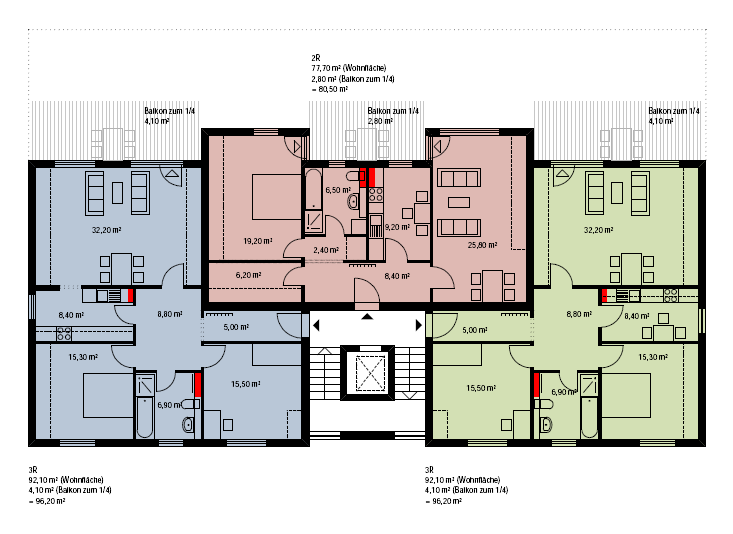 2R
77,70 m² (Wohnfläche)
2,80 m² (Balkon zum 1/4)
= 80,50 m²
Balkon zum 1/4
4,10 m²
Balkon zum 1/4
2,80 m²
Balkon zum 1/4
4,10 m²
6,50 m²
32,20 m²
19,20 m²
2,40 m²
9,20 m²
25,80 m²
32,20 m²
6,20 m²
8,40 m²
8,40 m²
8,80 m²
5,00 m²
5,00 m²
8,80 m²
8,40 m²
15,30 m²
15,50 m²
6,90 m²
15,50 m²
6,90 m²
15,30 m²
3R
92,10 m² (Wohnfläche)
4,10 m² (Balkon zum 1/4)
= 96,20 m²
3R
92,10 m² (Wohnfläche)
4,10 m² (Balkon zum 1/4)
= 96,20 m²